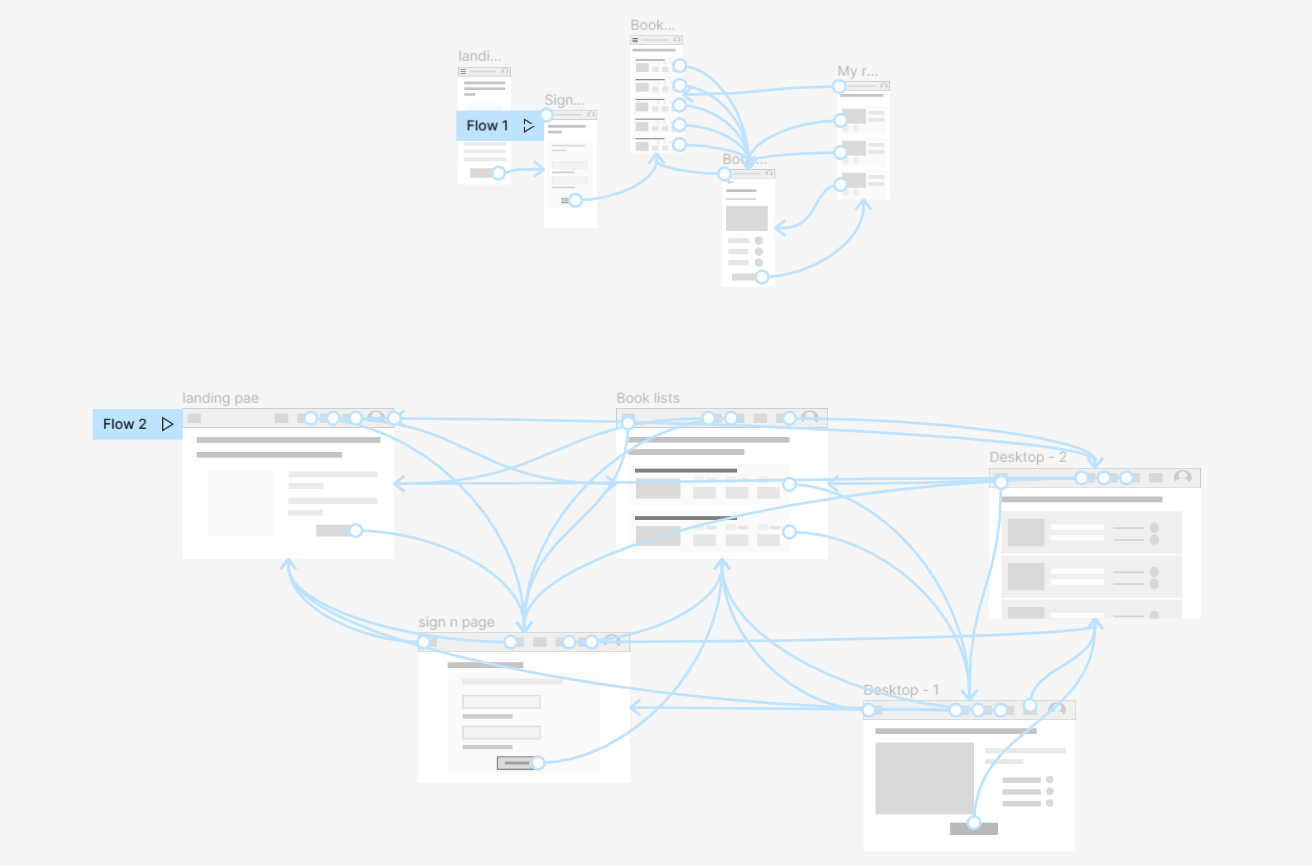 Book...
landi...
My r...
Sign...
Flow 1
Boo...
landing pae
Book lists
Flow 2
Desktop - 2
sign n page
Desktop - 1